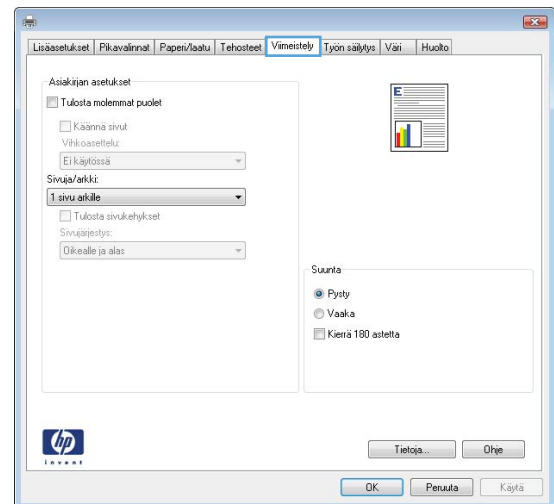 Lisäasetukset Pikavalinnat Paperi/laatu Tehosteet Viimeistely Työn säilytys Väri Huolto
Asiakirjan asetukset
Tulosta molemmat puolet
Käännä sivut
Vihkoasettelu:
Ei käytössä
Sivuja/arkki:
1 sivu arkille
Tulosta sivukehykset
Sivujärjestys:
Oikealle ja alas
E
Suunta
Pysty
Vaaka
Kierrä 180 astetta
hp
invent
Tietoja... Ohje
OK Peruuta Käytä